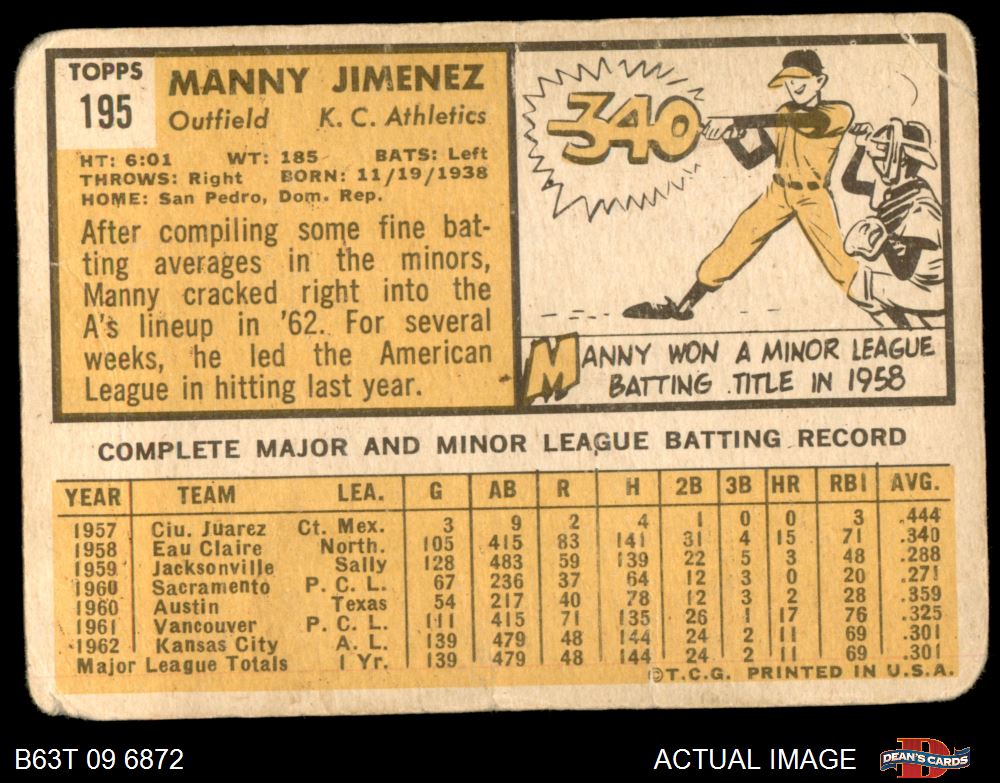 TOPPS
195
MANNY JIMENEZ
Outfield K. C. Athletics
HT: 6:01 WT: 185 BATS: Left
THROWS: Right BORN: 11/19/1938
HOME: San Pedro, Dom. Rep.
After compiling some fine bat-
ting averages in the minors,
Manny cracked right into the
A's lineup in '62. For several
weeks, he led the American
League in hitting last year.
.340
MANNY WON A MINOR LEAGUE
BATTING TITLE IN 1958
COMPLETE MAJOR AND MINOR LEAGUE BATTING RECORD
YEAR TEAM LEA. G AB R H 2B 3B HR RBI AVG.
1957 Ciu. Juarez Ct. Mex. 3 9 2 4 1 0 0 3 .444
1958 Eau Claire North. 105 415 83 141 31 4 15 71 .340
1959 Jacksonville Sally 128 483 59 139 22 5 3 48 .288
1960 Sacramento P. C. L. 67 236 37 64 12 3 0 20 .271
1960 Austin Texas 54 217 40 78 12 3 2 28 .359
1961 Vancouver P. C. L. 111 415 71 135 26 1 17 76 .325
1962 Kansas City A. L. 139 479 48 144 24 2 11 69 .301
Major League Totals 1 Yr. 139 479 48 144 24 2 11 69 .301
©T.C.G. PRINTED IN U.S.A.
B63T 09 6872 ACTUAL IMAGE DEAN'S CARDS